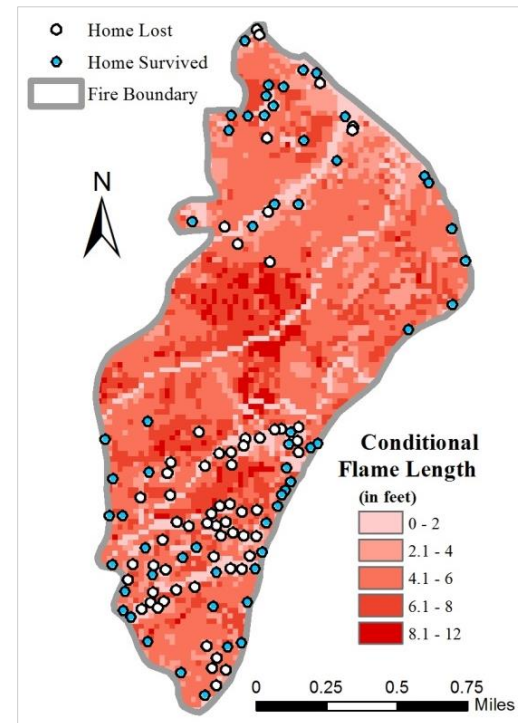 Home Lost
Home Survived
Fire Boundary
N
Conditional
Flame Length
(in feet)
0 - 2
2.1 - 4
4.1 - 6
6.1 - 8
8.1 - 12
0 0.25 0.5 0.75
Miles